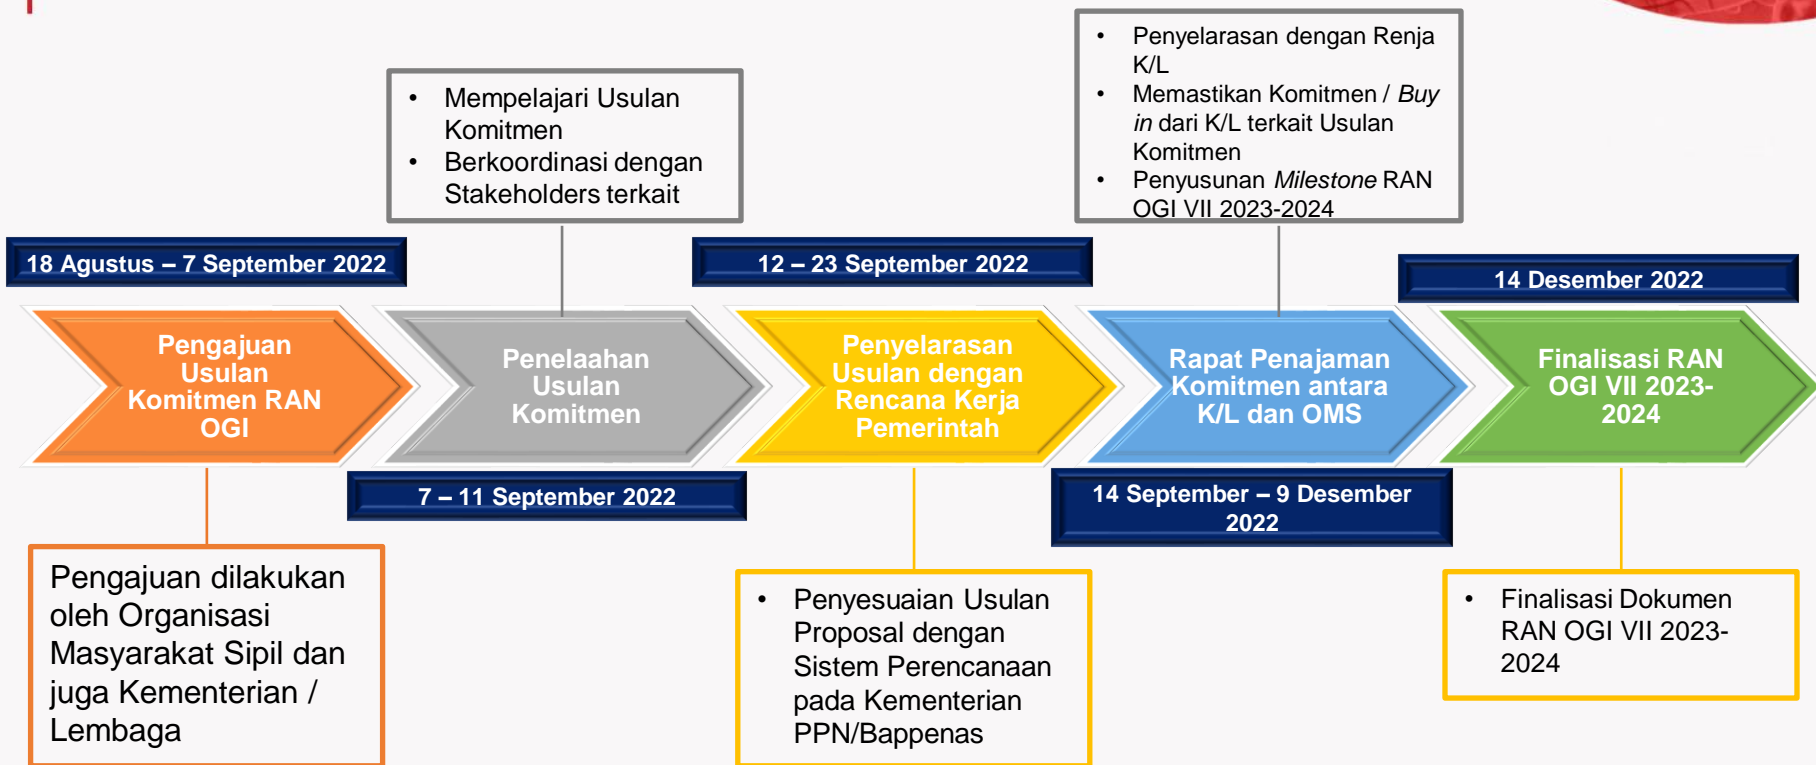 • Mempelajari Usulan
Komitmen
• Berkoordinasi dengan
Stakeholders terkait
• Penyelarasan dengan Renja
K/L
• Memastikan Komitmen / Buy
in dari K/L terkait Usulan
Komitmen
• Penyusunan Milestone RAN
OGI VII 2023-2024
18 Agustus – 7 September 2022
12 – 23 September 2022
14 Desember 2022
Pengajuan
Usulan
Komitmen RAN
OGI
Penelaahan
Usulan
Komitmen
Penyelarasan
Usulan dengan
Rencana Kerja
Pemerintah
Rapat Penajaman
Komitmen antara
K/L dan OMS
Finalisasi RAN
OGI VII 2023-
2024
7 – 11 September 2022
14 September – 9 Desember
2022
Pengajuan dilakukan
oleh Organisasi
Masyarakat Sipil dan
juga Kementerian /
Lembaga
• Penyesuaian Usulan
Proposal dengan
Sistem Perencanaan
pada Kementerian
PPN/Bappenas
• Finalisasi Dokumen
RAN OGI VII 2023-
2024